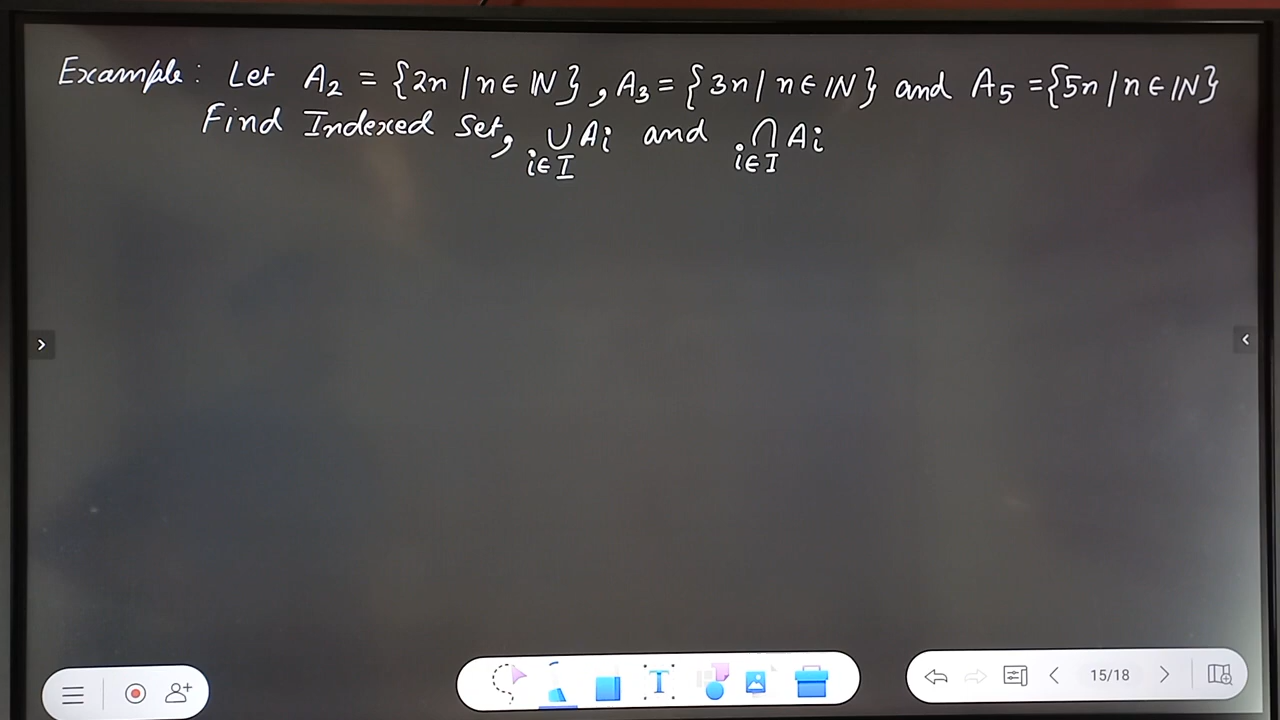 Example: Let A₂ = {2n | n ∈ ℕ}, A₃ = {3n | n ∈ ℕ} and A₅ = {5n | n ∈ ℕ}
Find Indexed Set, ∪ Ai and ∩ Ai
i∈I i∈I
15/18